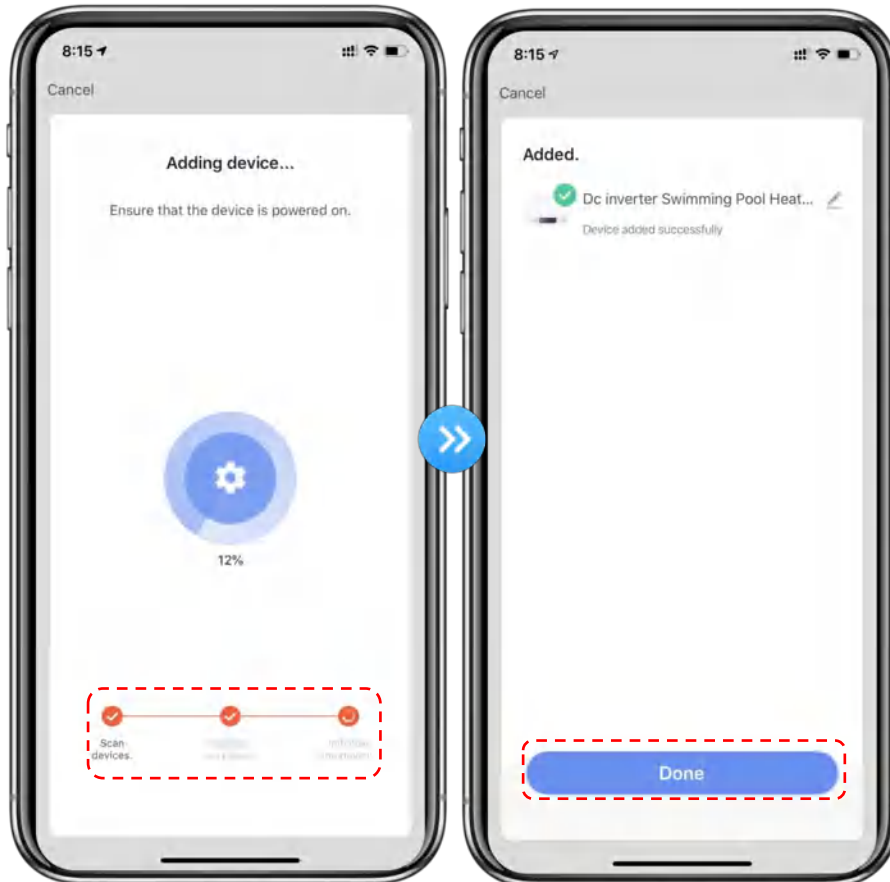 8:15
Cancel
Adding device...
Ensure that the device is powered on.
12%
Scan
devices.
8:15
Cancel
Added.
Dc inverter Swimming Pool Heat...
Device added successfully
Done